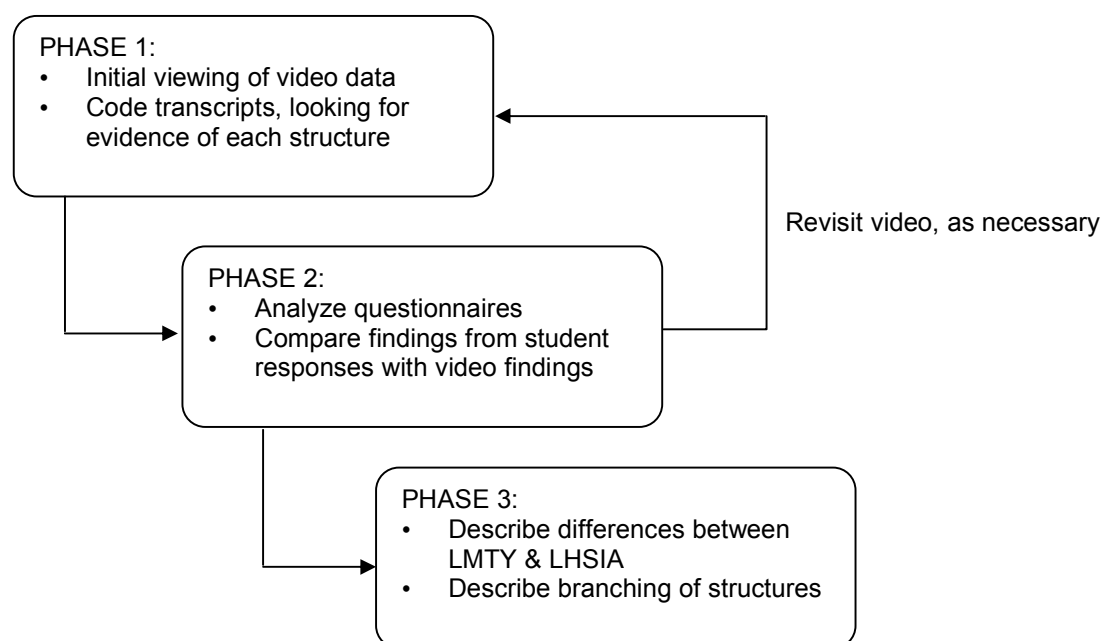 PHASE 1:
• Initial viewing of video data
• Code transcripts, looking for
evidence of each structure
Revisit video, as necessary
PHASE 2:
• Analyze questionnaires
• Compare findings from student
responses with video findings
PHASE 3:
• Describe differences between
LMTY & LHSIA
• Describe branching of structures